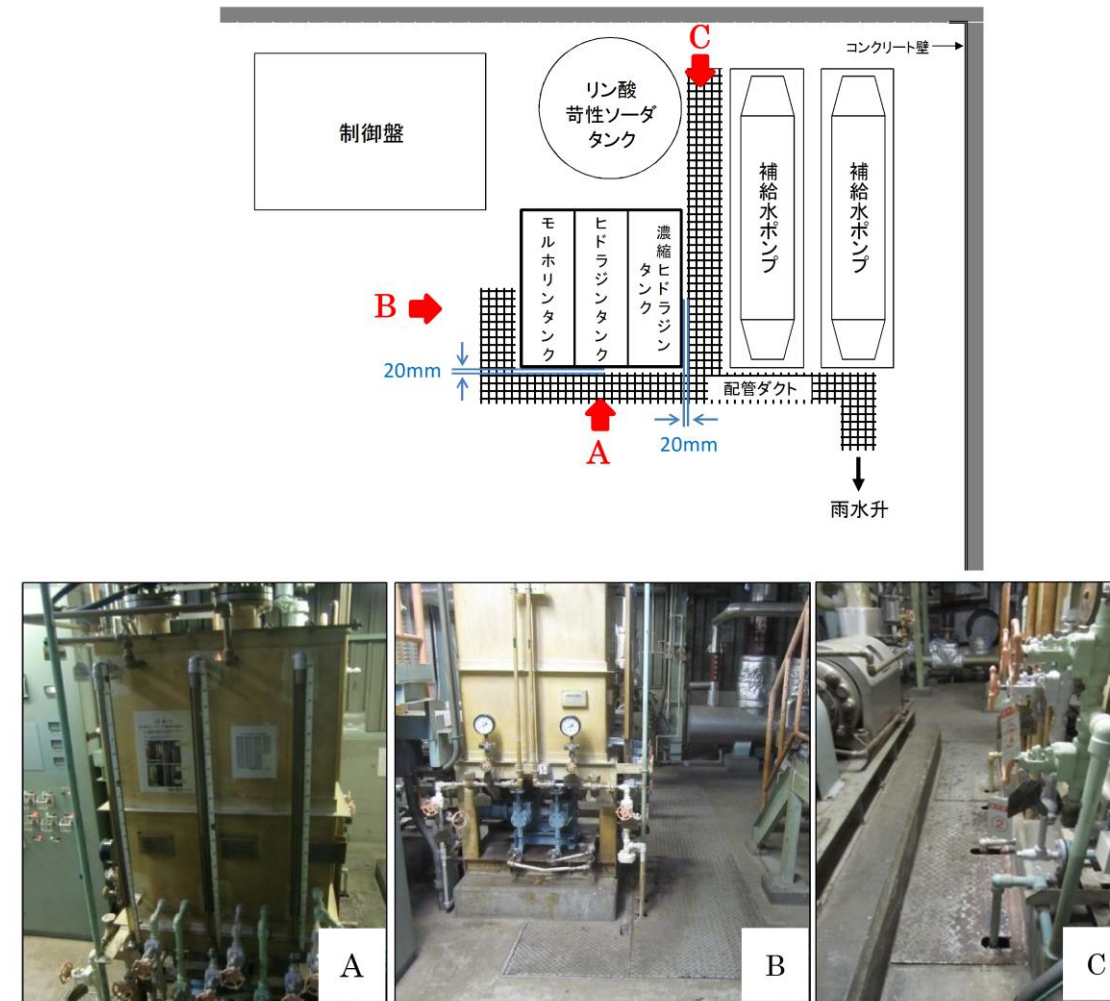 C
コンクリート壁
リン酸
苛性ソーダ
タンク
制御盤
補給水ポンプ
補給水ポンプ
モルホリンタンク
ヒドラジンタンク
濃縮ヒドラジン
タンク
B
20mm
配管ダクト
A
20mm
雨水升
A
B
C